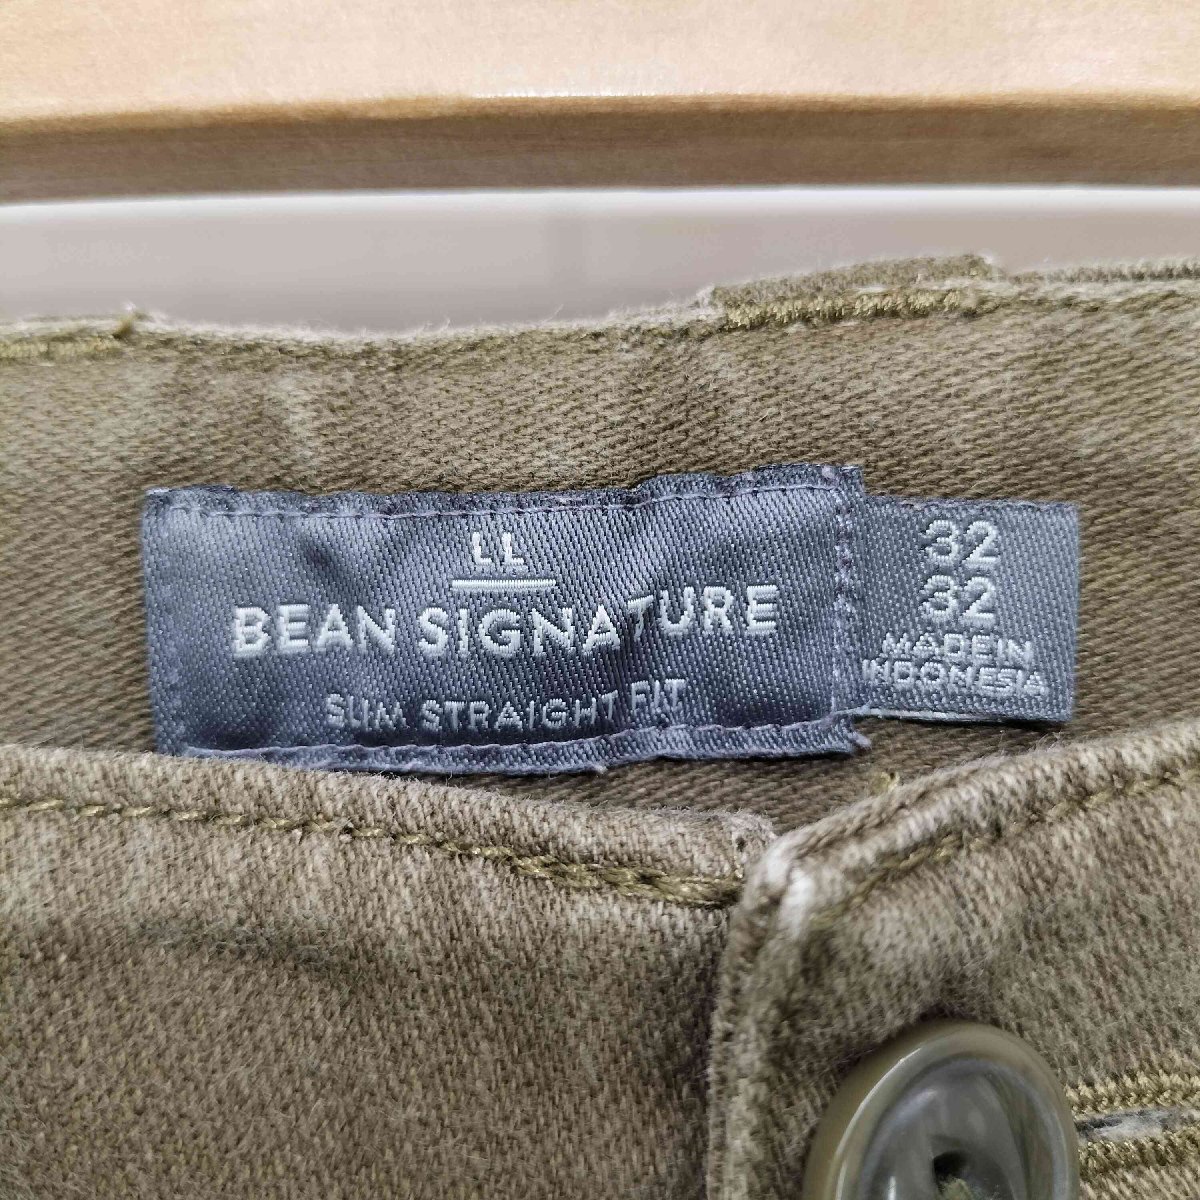 LL
BEAN SIGNATURE
SLIM STRAIGHT FIT
32
32
MADE IN
INDONESIA